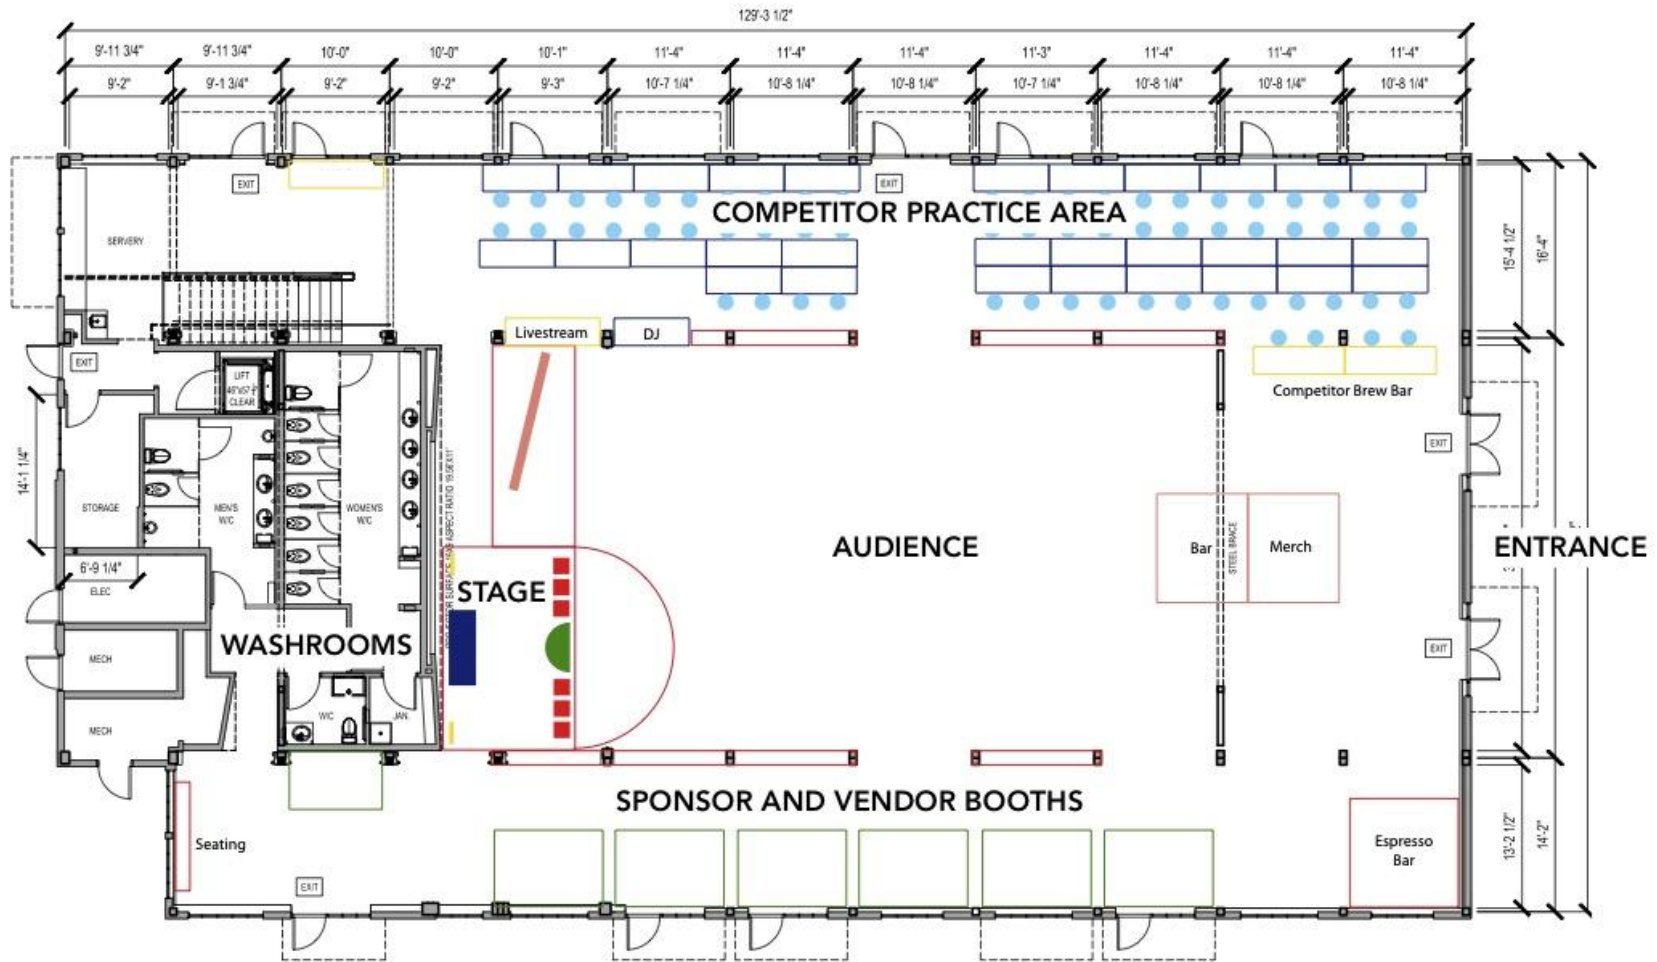 129'-3 1/2"
9'-11 3/4" 9'-11 3/4" 10'-0" 10'-0" 10'-1" 11'-4" 11'-4" 11'-4" 11'-3" 11'-4" 11'-4" 11'-4"
9'-2" 9'-1 3/4" 9'-2" 9'-2" 9'-3" 10'-7 1/4" 10'-8 1/4" 10'-8 1/4" 10'-7 1/4" 10'-8 1/4" 10'-8 1/4" 10'-8 1/4"
EXIT
EXIT
COMPETITOR PRACTICE AREA
SERVERY
15'-4 1/2"
16'-4"
Livestream
DJ
EXIT
LIFT
CLEAR
Competitor Brew Bar
EXIT
14'-1 1/4"
STORAGE
MEN'S
W/C
WOMEN'S
W/C
ASPECT RATIO
AUDIENCE
Bar
STEEL BRACE
Merch
ENTRANCE
6'-9 1/4"
ELEC
STAGE
WASHROOMS
EXIT
MECH
W/C
JAN.
MECH
SPONSOR AND VENDOR BOOTHS
Seating
Espresso
Bar
13'-2 1/2"
14'-2"
EXIT